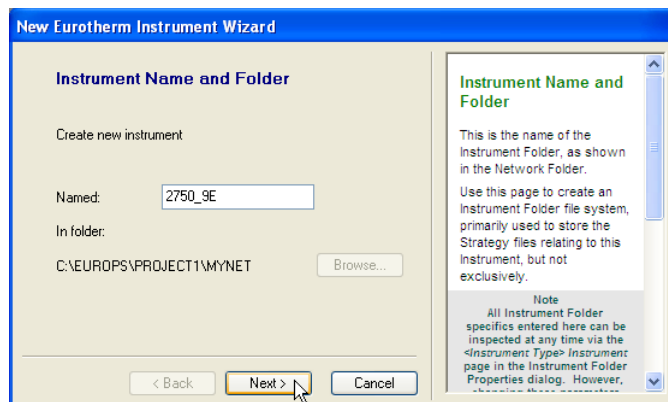 New Eurotherm Instrument Wizard
Instrument Name and Folder
Create new instrument
Named: 2750_9E
In folder:
C:\EUROPS\PROJECT1\MYNET Browse...
< Back Next > Cancel
Instrument Name and
Folder
This is the name of the
Instrument Folder, as shown
in the Network Folder.
Use this page to create an
Instrument Folder file system,
primarily used to store the
Strategy files relating to this
Instrument, but not
exclusively.
Note
All Instrument Folder
specifics entered here can be
inspected at any time via the
<Instrument Type> Instrument
page in the Instrument Folder
Properties dialog. However,
changing these parameters